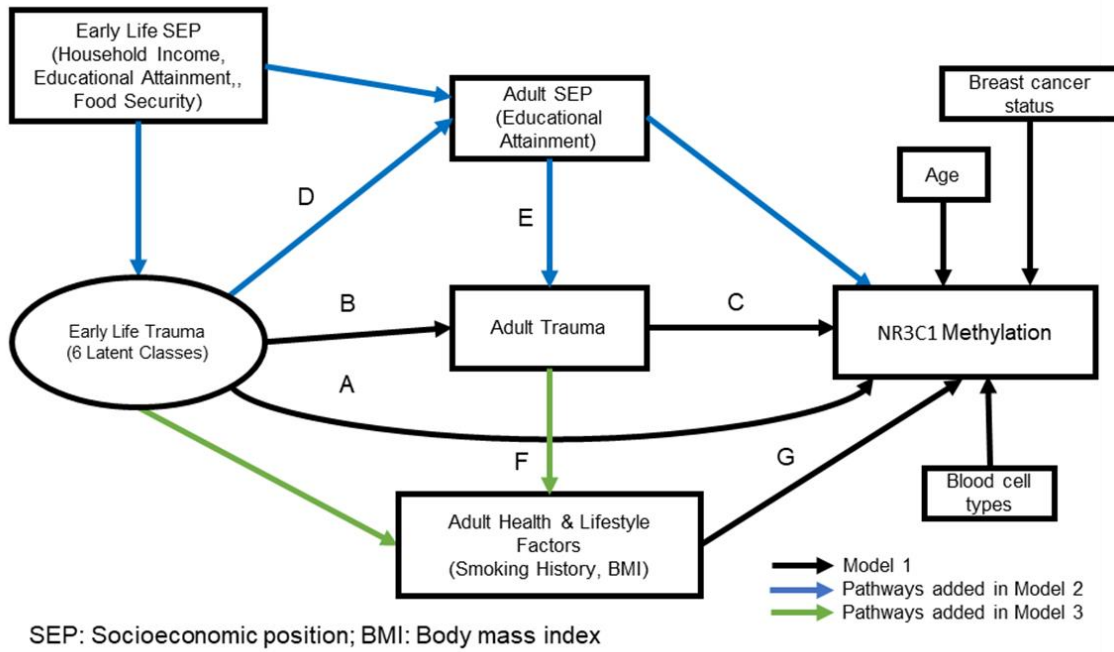 Early Life SEP
(Household Income,
Educational Attainment,,
Food Security)
Adult SEP
(Educational
Attainment)
Breast cancer
status
Age
D
E
B
C
Early Life Trauma
(6 Latent Classes)
Adult Trauma
NR3C1 Methylation
A
F
G
Adult Health & Lifestyle
Factors
(Smoking History, BMI)
Blood cell
types
Model 1
Pathways added in Model 2
Pathways added in Model 3
SEP: Socioeconomic position; BMI: Body mass index